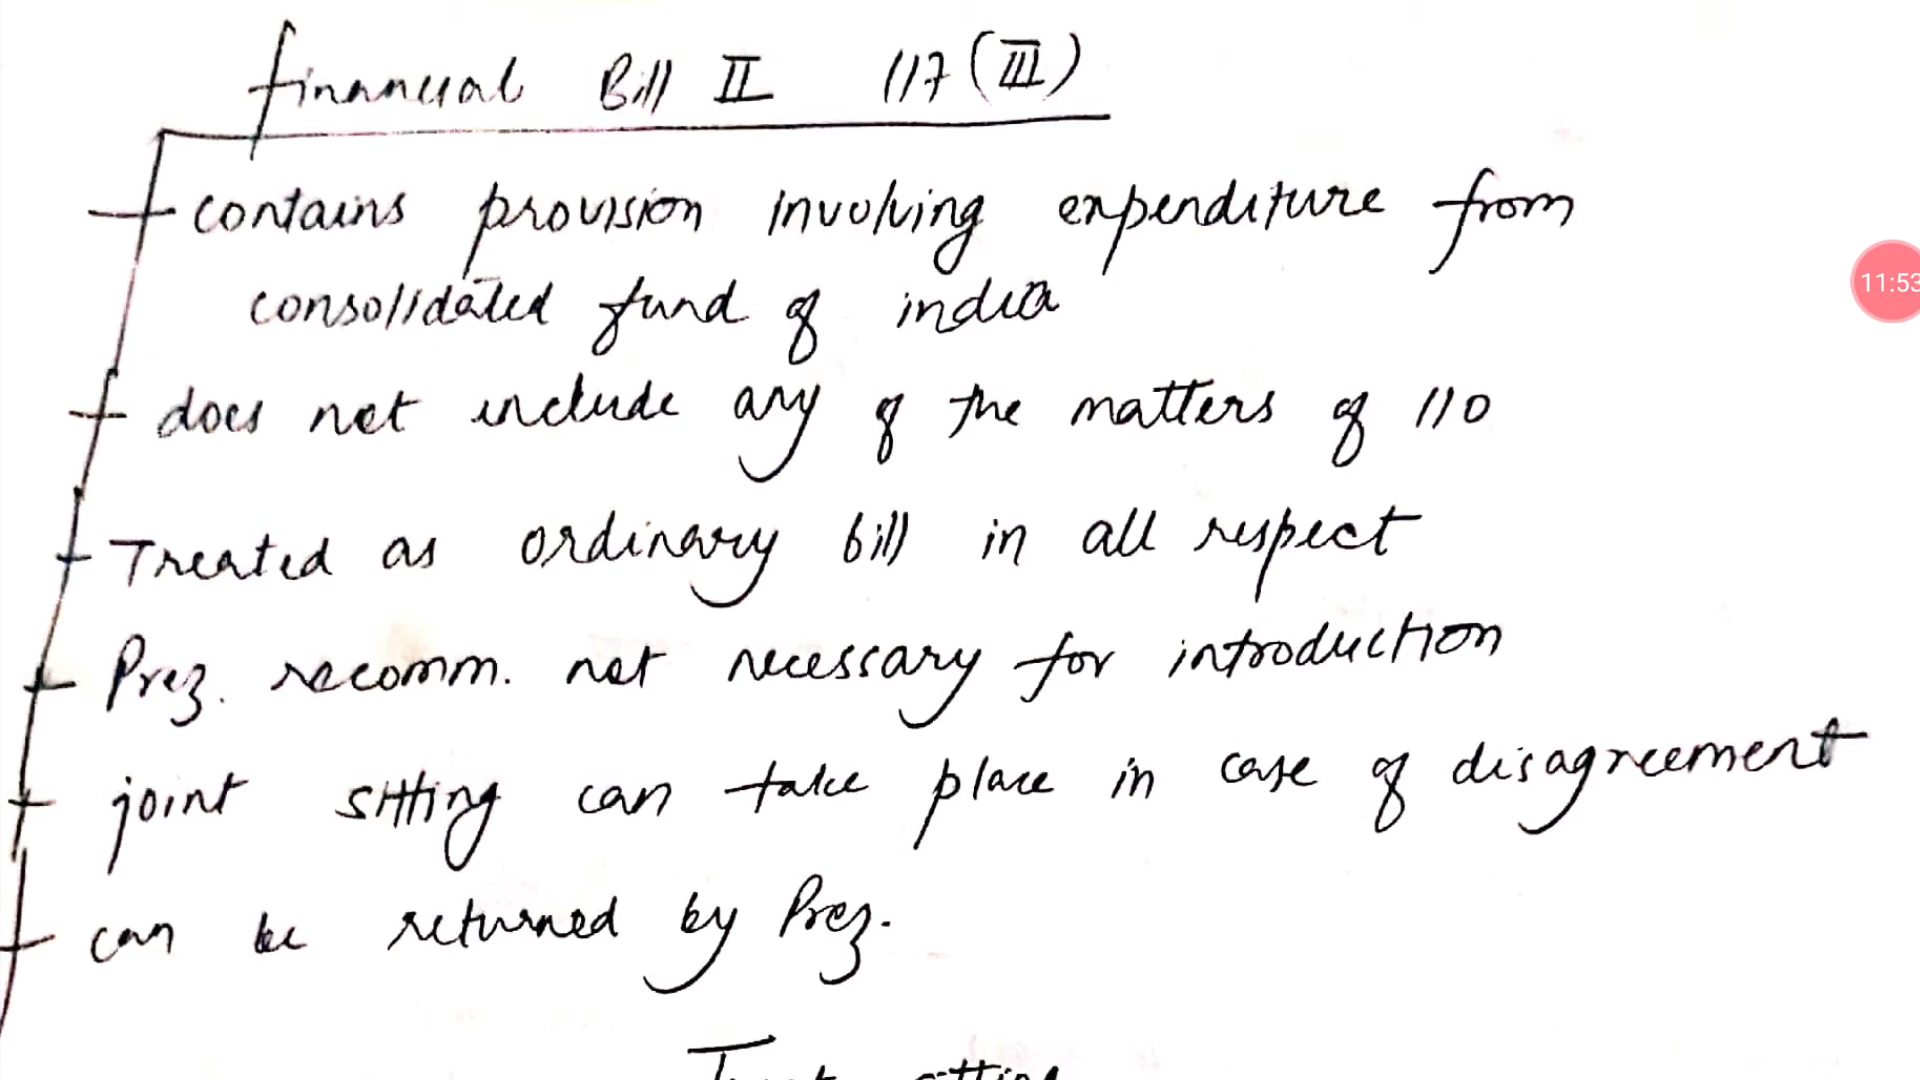 Financial Bill II 117 (III)
contains provision involving expenditure from
consolidated fund of india
11:53
does not include any of the matters of 110
Treated as ordinary bill in all respect
Prez. recomm. not necessary for introduction
joint sitting can take place in case of disagreement
can be returned by Prez.